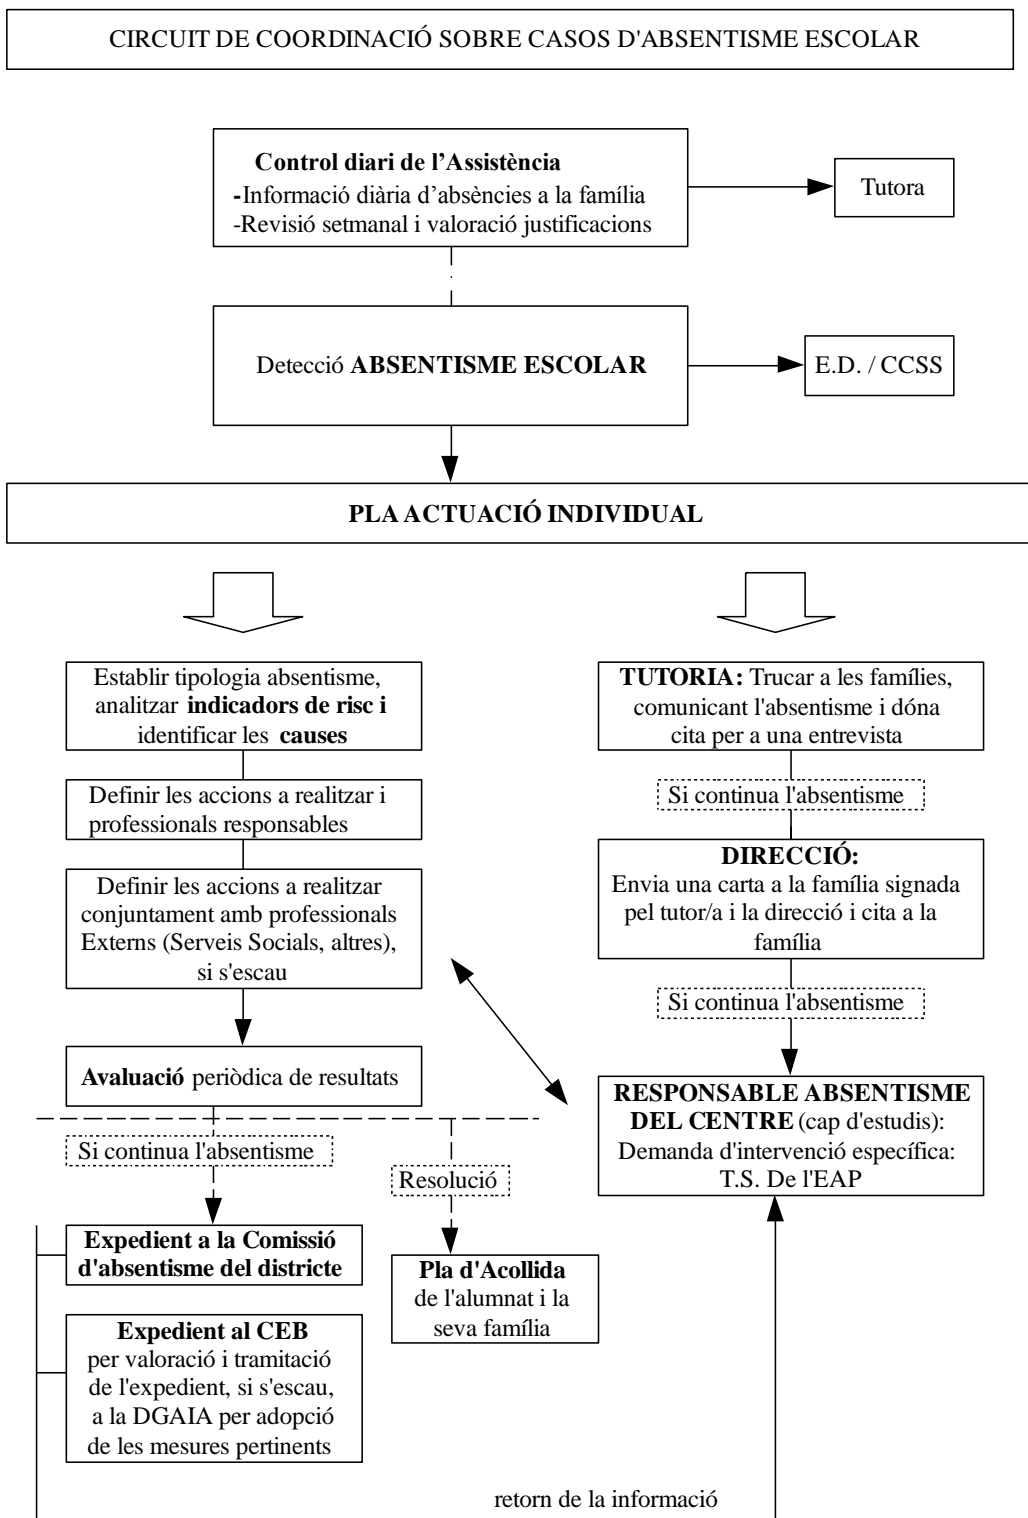 CIRCUIT DE COORDINACIÓ SOBRE CASOS D'ABSENTISME ESCOLAR
Control diari de l’Assistència
-Informació diària d’absències a la família
-Revisió setmanal i valoració justificacions
Tutora
Detecció ABSENTISME ESCOLAR
E.D. / CCSS
PLA ACTUACIÓ INDIVIDUAL
Establir tipologia absentisme,
analitzar indicadors de risc i
identificar les causes
Definir les accions a realitzar i
professionals responsables
Definir les accions a realitzar
conjuntament amb professionals
Externs (Serveis Socials, altres),
si s'escau
Avaluació periòdica de resultats
Si continua l'absentisme
Resolució
Expedient a la Comissió
d'absentisme del districte
Pla d'Acollida
de l'alumnat i la
seva família
Expedient al CEB
per valoració i tramitació
de l'expedient, si s'escau,
a la DGAIA per adopció
de les mesures pertinents
TUTORIA: Trucar a les famílies,
comunicant l'absentisme i dóna
cita per a una entrevista
Si continua l'absentisme
DIRECCIÓ:
Envia una carta a la família signada
pel tutor/a i la direcció i cita a la
família
Si continua l'absentisme
RESPONSABLE ABSENTISME
DEL CENTRE (cap d'estudis):
Demanda d'intervenció específica:
T.S. De l'EAP
retorn de la informació